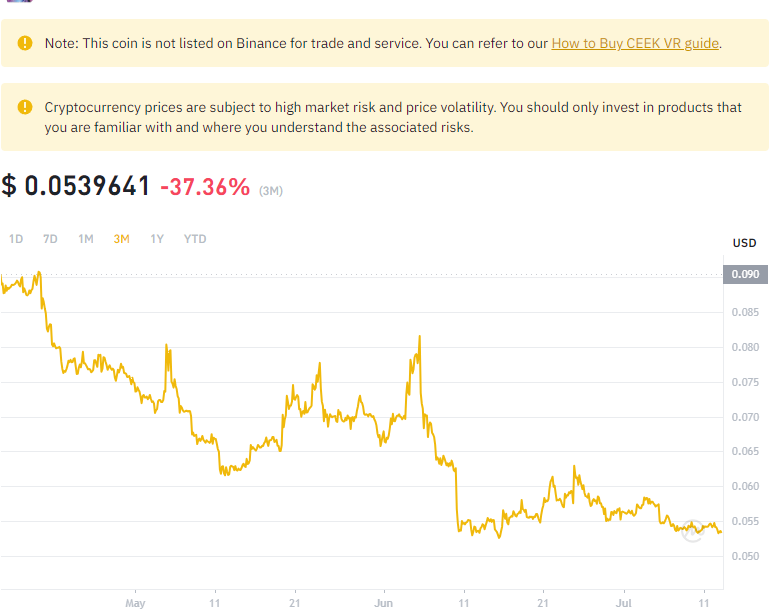 Note: This coin is not listed on Binance for trade and service. You can refer to our How to Buy CEEK VR guide.
Cryptocurrency prices are subject to high market risk and price volatility. You should only invest in products that
you are familiar with and where you understand the associated risks.
$ 0.0539641 -37.36% (3M)
1D 7D 1M 3M 1Y YTD
USD
0.090
0.085
0.080
0.075
0.070
0.065
0.060
0.055
0.050
May 11 21 Jun 11 21 Jul 11